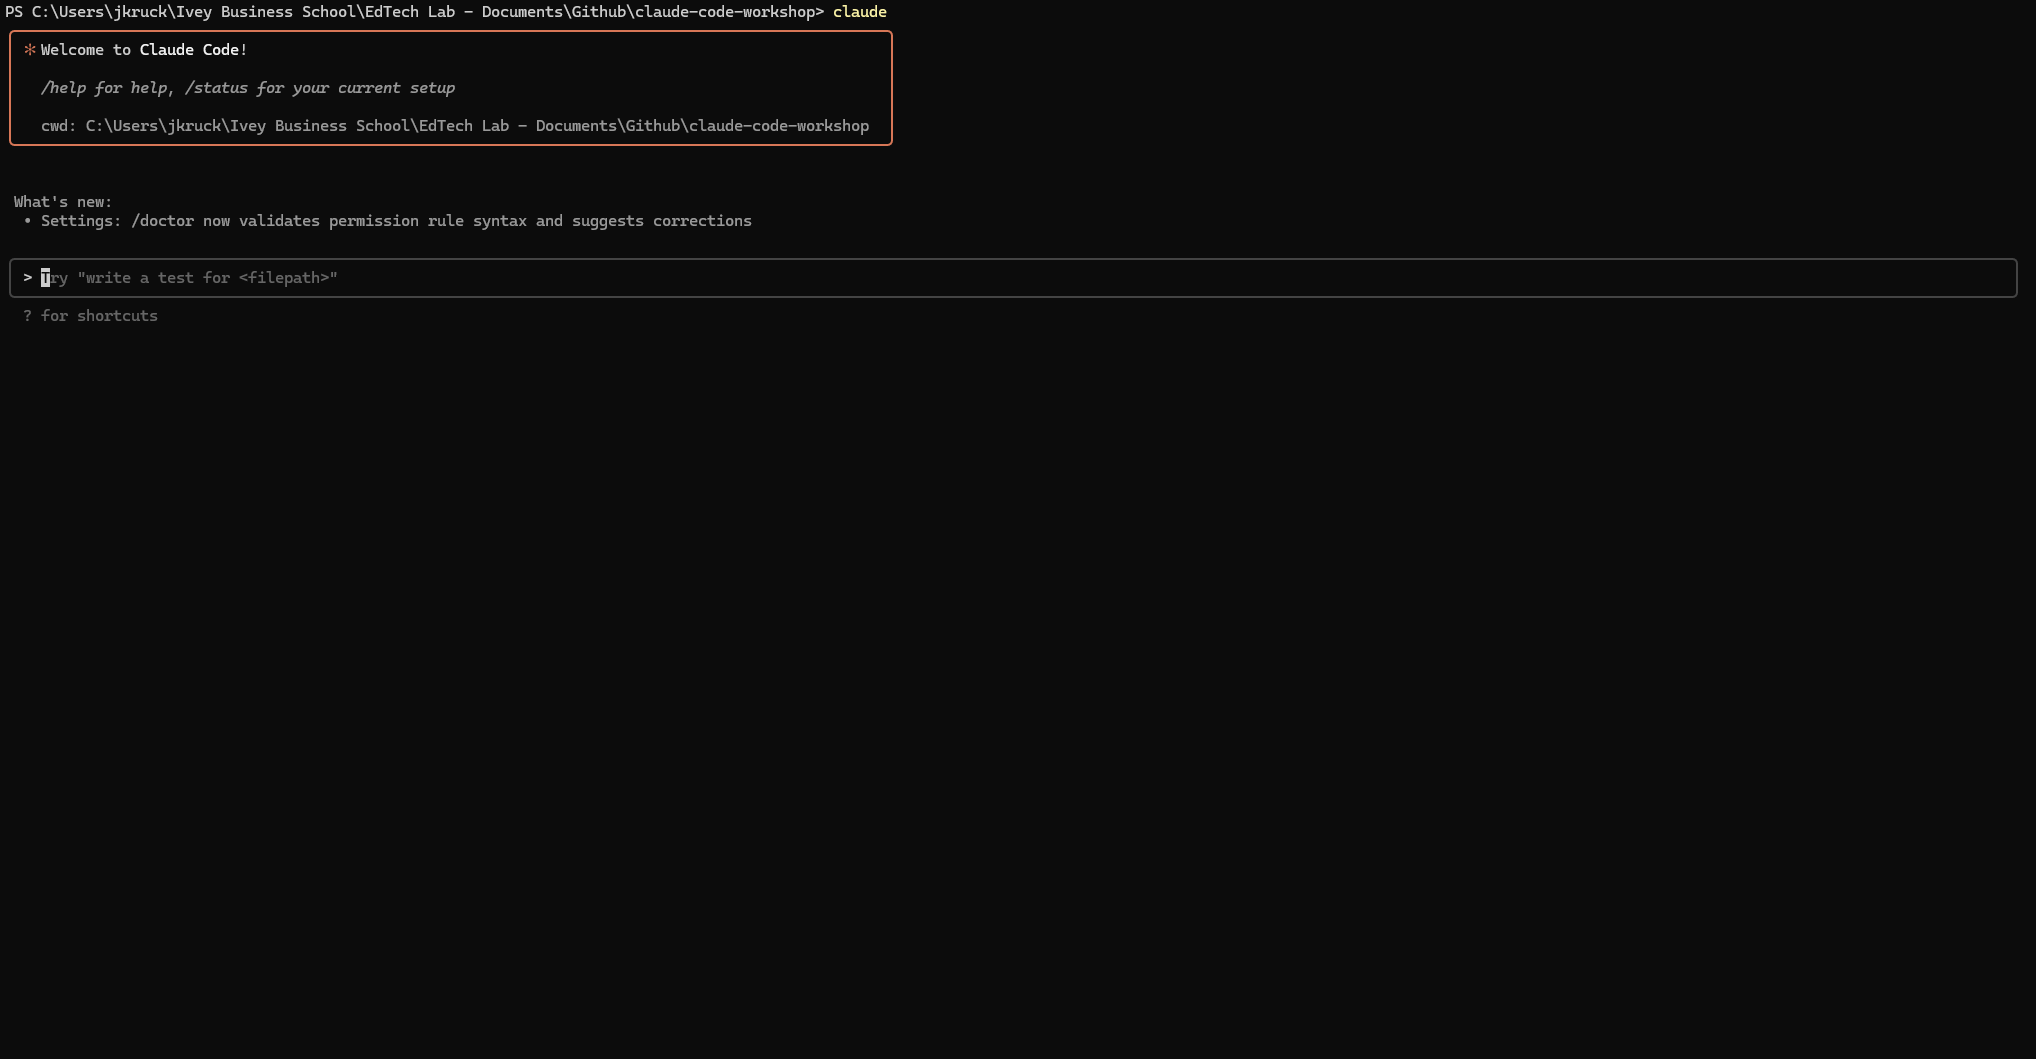 PS C:\Users\jkruck\Ivey Business School\EdTech Lab - Documents\Github\claude-code-workshop> claude
✻ Welcome to Claude Code!
/help for help, /status for your current setup
cwd: C:\Users\jkruck\Ivey Business School\EdTech Lab - Documents\Github\claude-code-workshop
What's new:
• Settings: /doctor now validates permission rule syntax and suggests corrections
> Try "write a test for <filepath>"
? for shortcuts